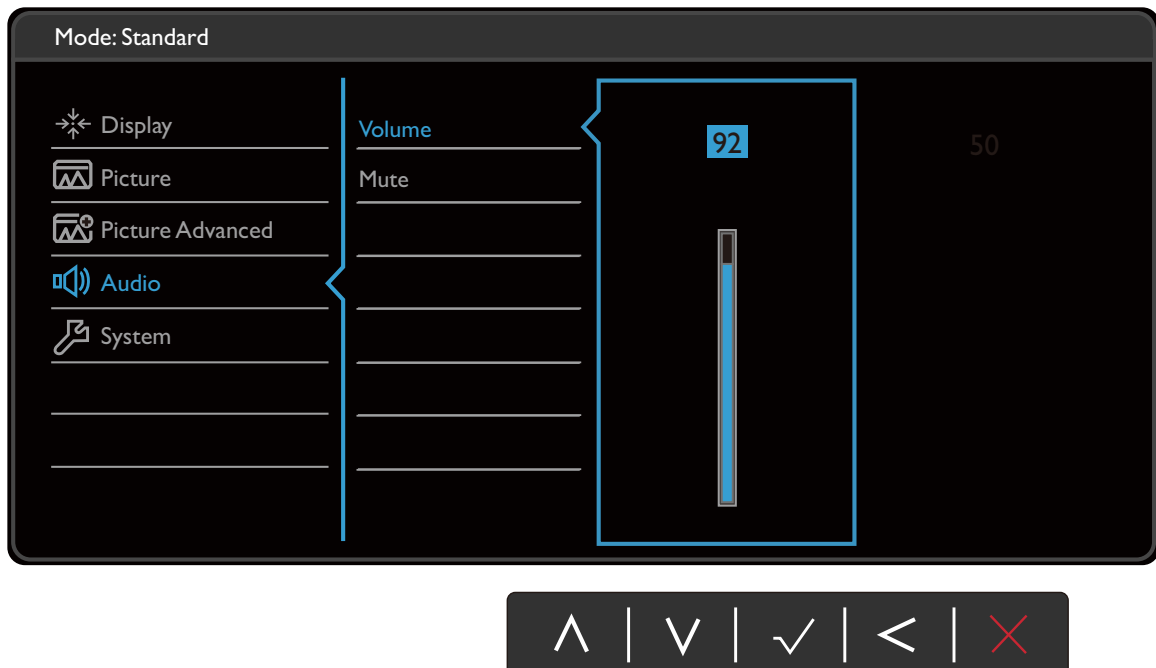 Mode: Standard
Display
Picture
Picture Advanced
Audio
System
Volume
Mute
92
50